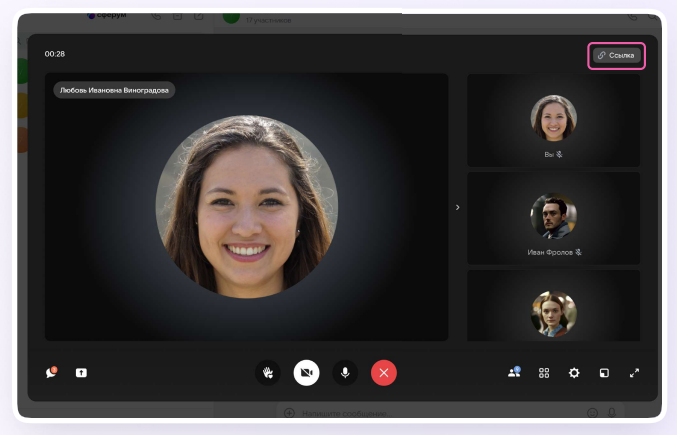 сферум
17 участников
00:28
Ссылка
Любовь Ивановна Виноградова
Вы
Иван Фролов
Напишите сообщение...